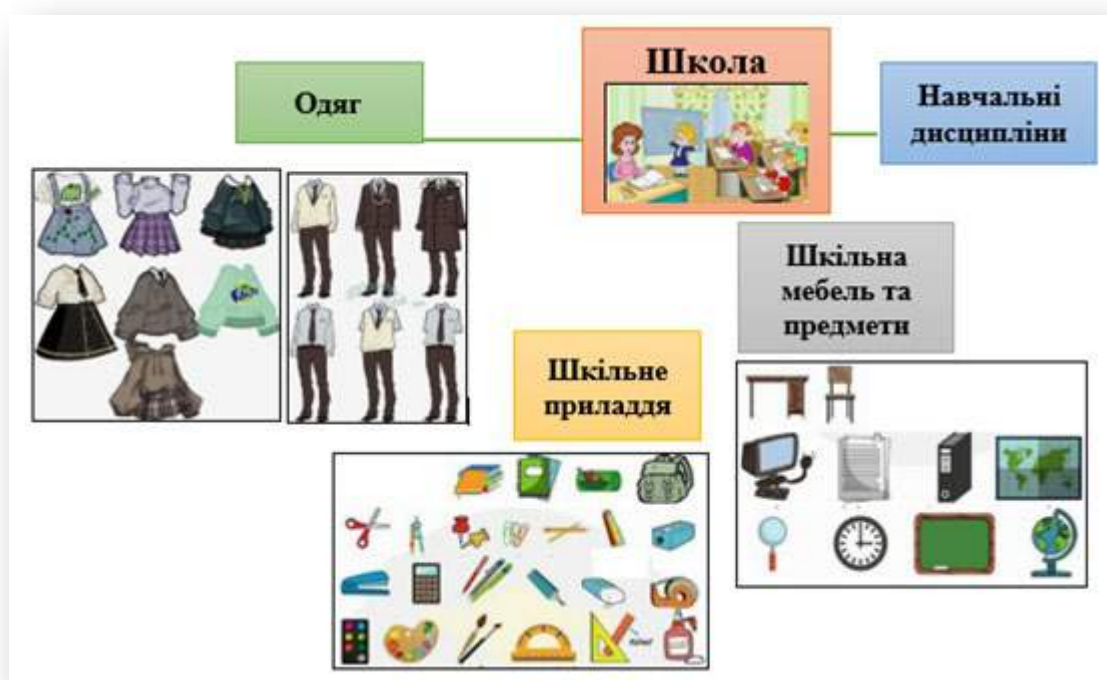 Школа
Одяг
Навчальні
дисципліни
Шкільна
мебель та
предмети
Шкільне
приладдя